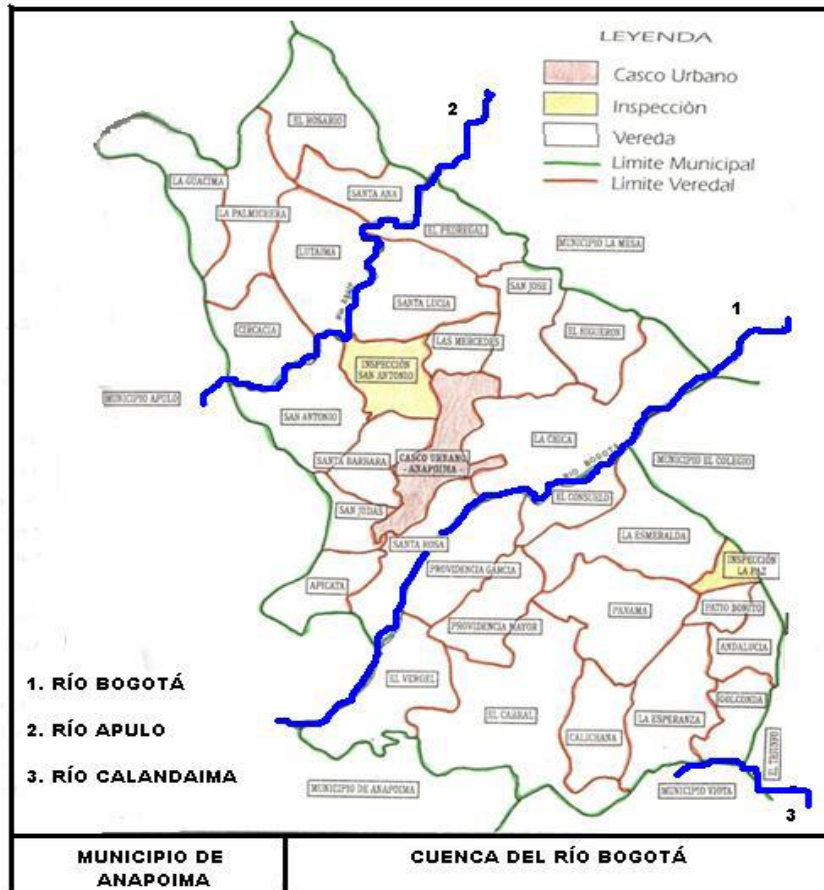 LEYENDA
Casco Urbano
Inspección
Vereda
Límite Municipal
Límite Veredal
2
EL ROSARIO
LA GUACIMA
SANTA ANA
LA PALMICHERA
EL PEDREGAL
MUNICIPIO LA MESA
LUTAIMA
SAN JOSE
SANTA LUCIA
1
CIRCACIA
EL HIGUERON
LAS MERCEDES
INSPECCIÓN
SAN ANTONIO
MUNICIPIO APULO
SAN ANTONIO
LA CHICA
SANTA BARBARA
CASCO URBANO
-ANAPOIMA-
RÍO BOGOTÁ
MUNICIPIO EL COLEGIO
EL CONSUELO
SAN JUDAS
LA ESMERALDA
SANTA ROSA
INSPECCIÓN
LA PAZ
PROVIDENCIA GARCIA
APICATA
PANAMA
PATIO BONITO
PROVIDENCIA MAYOR
ANDALUCIA
1. RÍO BOGOTÁ
EL VERGEL
GOLCONDA
EL CABRAL
LA ESPERANZA
2. RÍO APULO
CALICHANA
EL TRIUNFO
3. RÍO CALANDAIMA
MUNICIPIO DE ANAPOIMA
MUNICIPIO VIOTA
3
MUNICIPIO DE
ANAPOIMA
CUENCA DEL RÍO BOGOTÁ